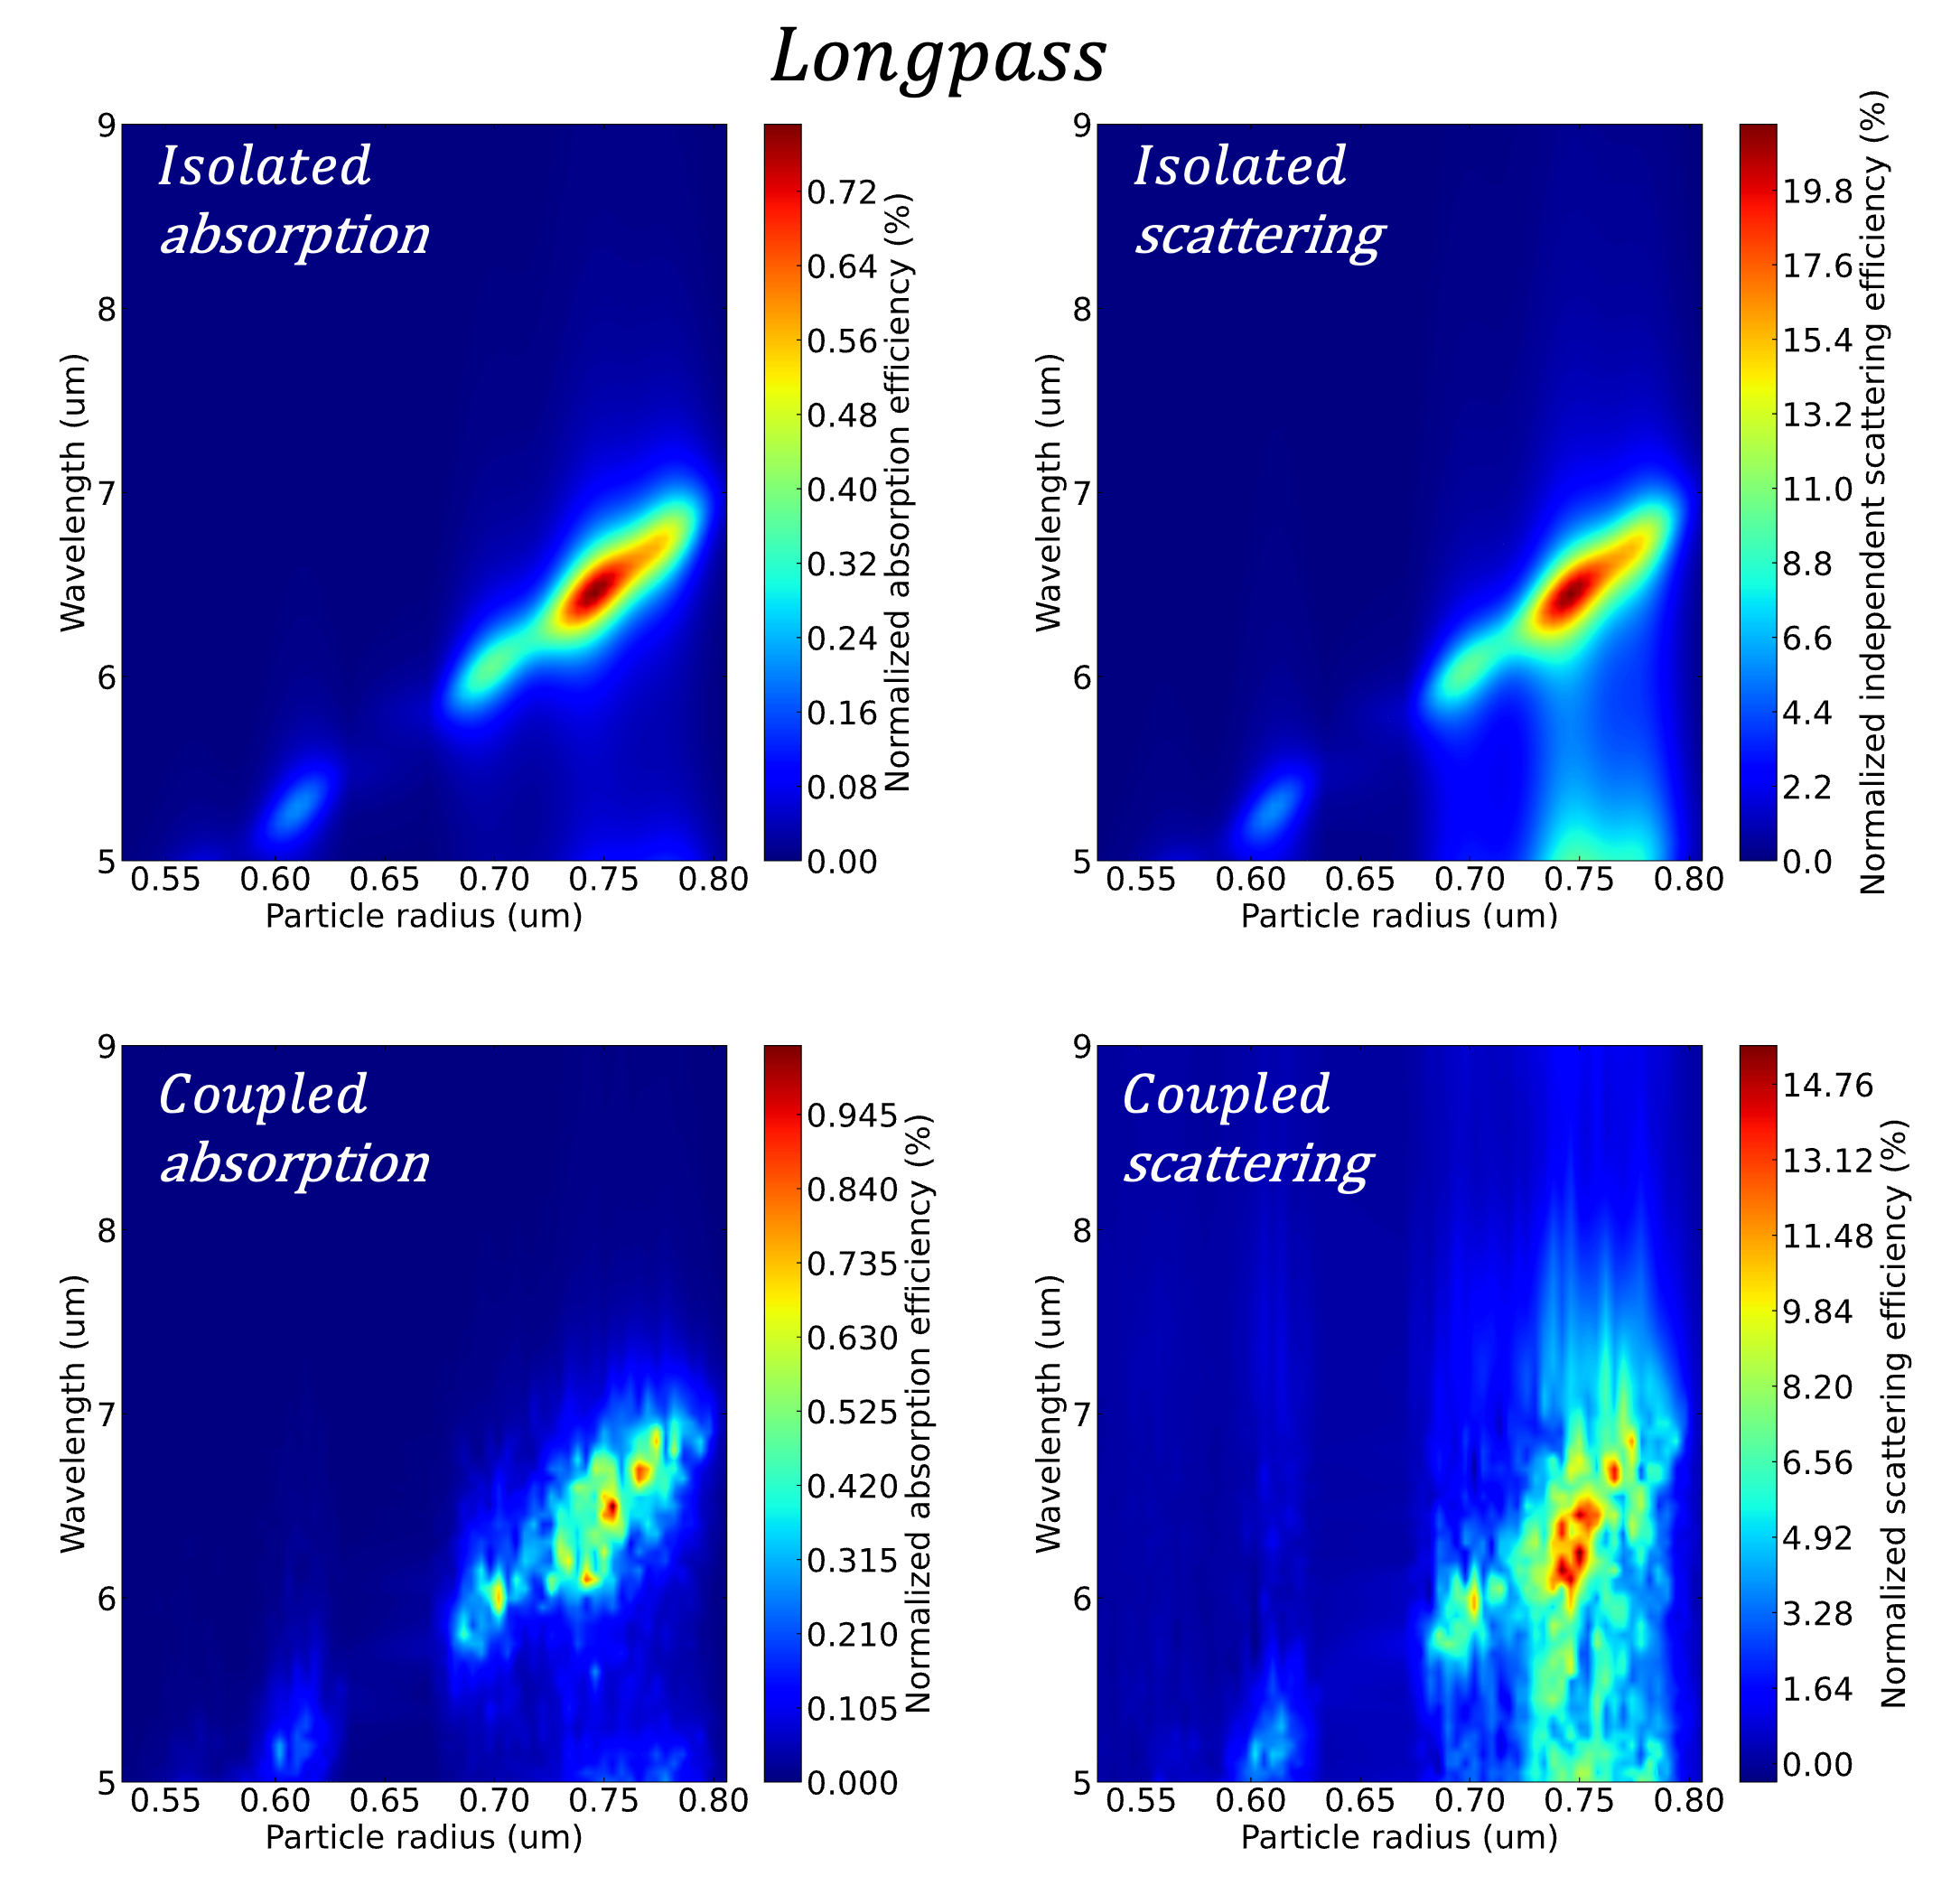 Longpass
Isolated
absorption
9
8
7
6
5
Wavelength (um)
0.55 0.60 0.65 0.70 0.75 0.80
Particle radius (um)
0.72
0.64
0.56
0.48
0.40
0.32
0.24
0.16
0.08
0.00
Normalized absorption efficiency (%)
Isolated
scattering
9
8
7
6
5
Wavelength (um)
0.55 0.60 0.65 0.70 0.75 0.80
Particle radius (um)
19.8
17.6
15.4
13.2
11.0
8.8
6.6
4.4
2.2
0.0
Normalized independent scattering efficiency (%)
Coupled
absorption
9
8
7
6
5
Wavelength (um)
0.55 0.60 0.65 0.70 0.75 0.80
Particle radius (um)
0.945
0.840
0.735
0.630
0.525
0.420
0.315
0.210
0.105
0.000
Normalized absorption efficiency (%)
Coupled
scattering
9
8
7
6
5
Wavelength (um)
0.55 0.60 0.65 0.70 0.75 0.80
Particle radius (um)
14.76
13.12
11.48
9.84
8.20
6.56
4.92
3.28
1.64
0.00
Normalized scattering efficiency (%)